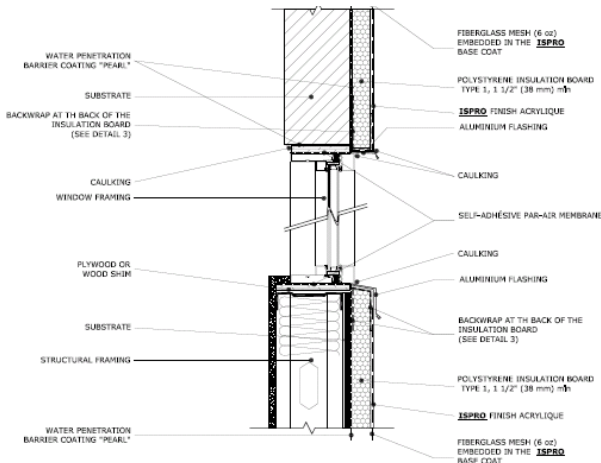 WATER PENETRATION
BARRIER COATING "PEARL"
SUBSTRATE
BACKWRAP AT TH BACK OF THE
INSULATION BOARD
(SEE DETAIL 3)
CAULKING
WINDOW FRAMING
PLYWOOD OR
WOOD SHIM
SUBSTRATE
STRUCTURAL FRAMING
WATER PENETRATION
BARRIER COATING "PEARL"
FIBERGLASS MESH (6 oz)
EMBEDDED IN THE ISPRO
BASE COAT
POLYSTYRENE INSULATION BOARD
TYPE 1, 1 1/2" (38 mm) min
ISPRO FINISH ACRYLIQUE
ALUMINIUM FLASHING
CAULKING
SELF-ADHÉSIVE PAR-AIR MEMBRANE
CAULKING
ALUMINIUM FLASHING
BACKWRAP AT TH BACK OF THE
INSULATION BOARD
(SEE DETAIL 3)
POLYSTYRENE INSULATION BOARD
TYPE 1, 1 1/2" (38 mm) min
ISPRO FINISH ACRYLIQUE
FIBERGLASS MESH (6 oz)
EMBEDDED IN THE ISPRO
BASE COAT